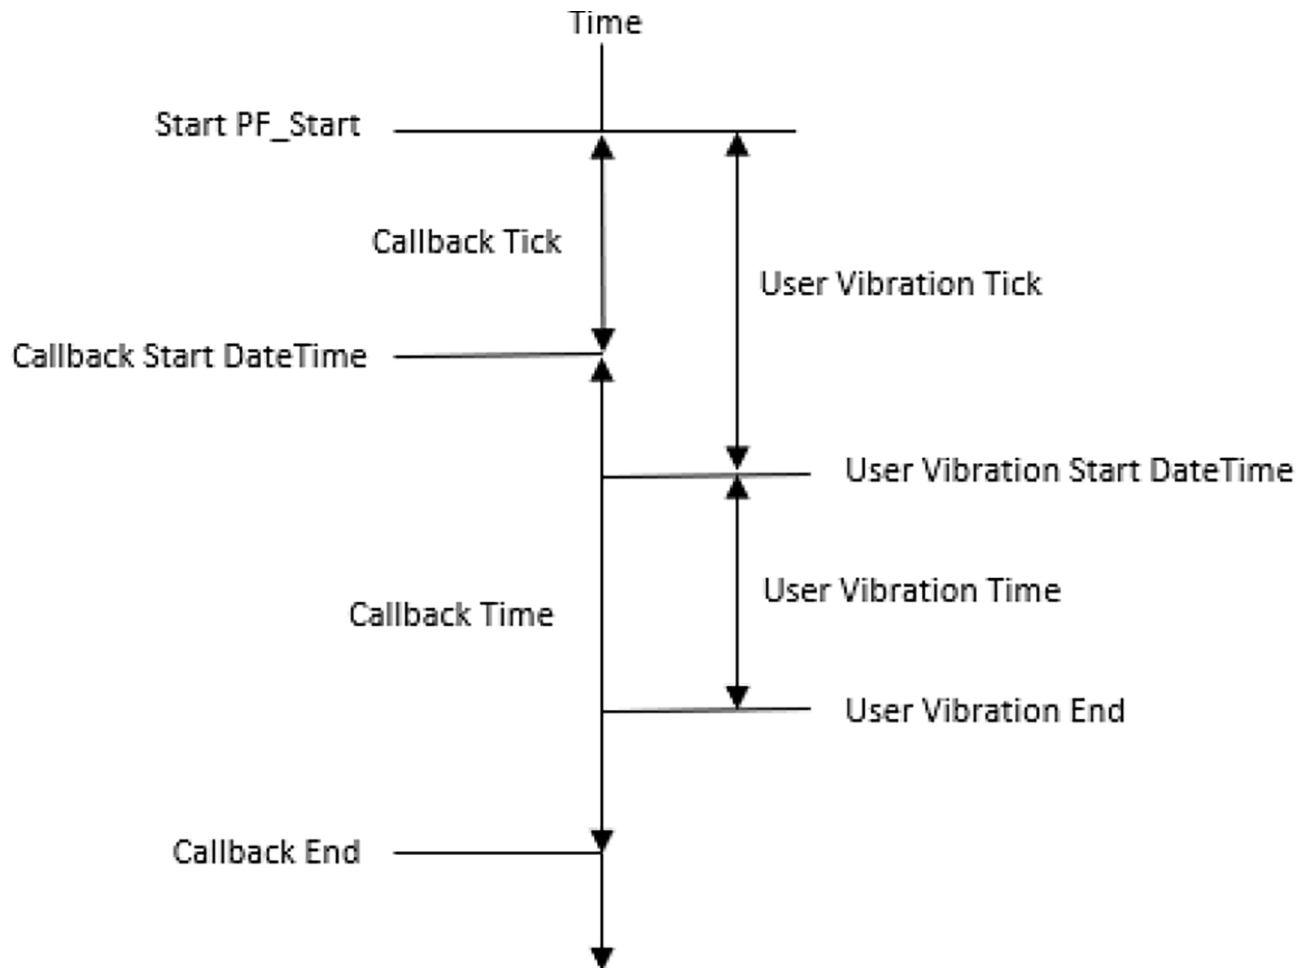 Time
Start PF_Start
Callback Tick
User Vibration Tick
Callback Start DateTime
User Vibration Start DateTime
User Vibration Time
Callback Time
User Vibration End
Callback End